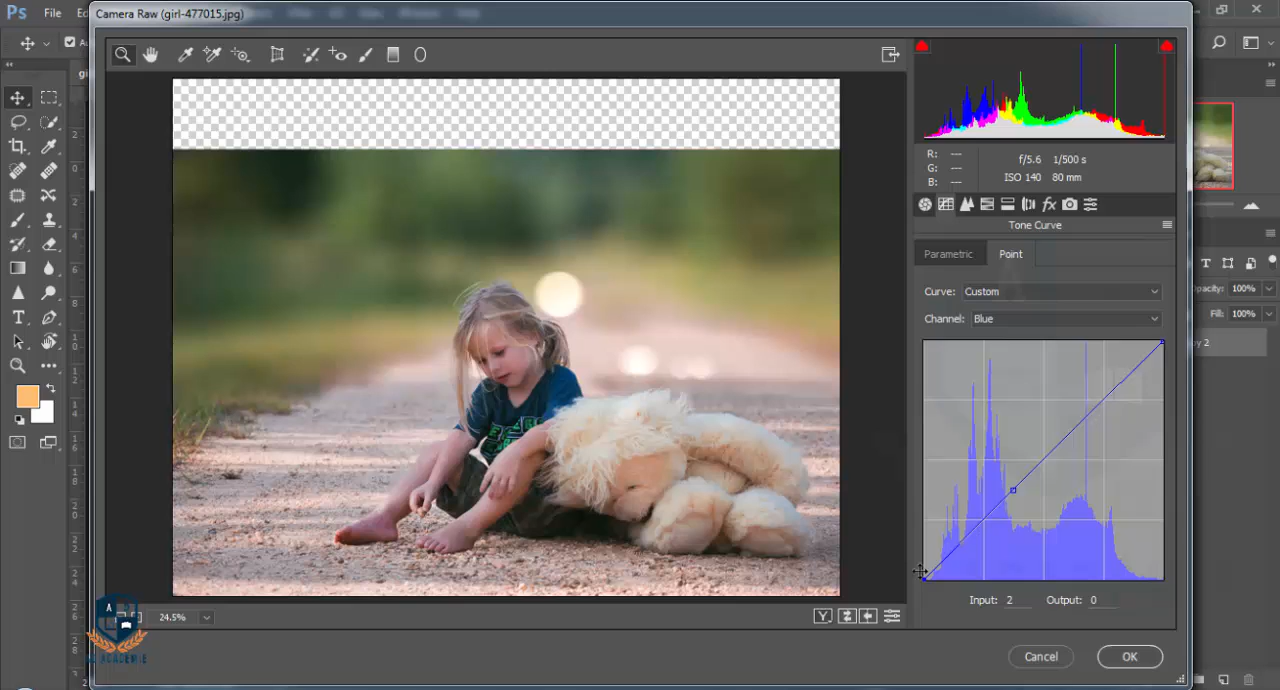 Ps File
Camera Raw (girl-477015.jpg)
R: ---
G: ---
B: ---
f/5.6 1/500 s
ISO 140 80 mm
fx
Tone Curve
Parametric Point
Curve: Custom
Channel: Blue
Input: 2 Output: 0
24.5%
Y
Cancel OK
T
Opacity: 100%
Fill: 100%
T